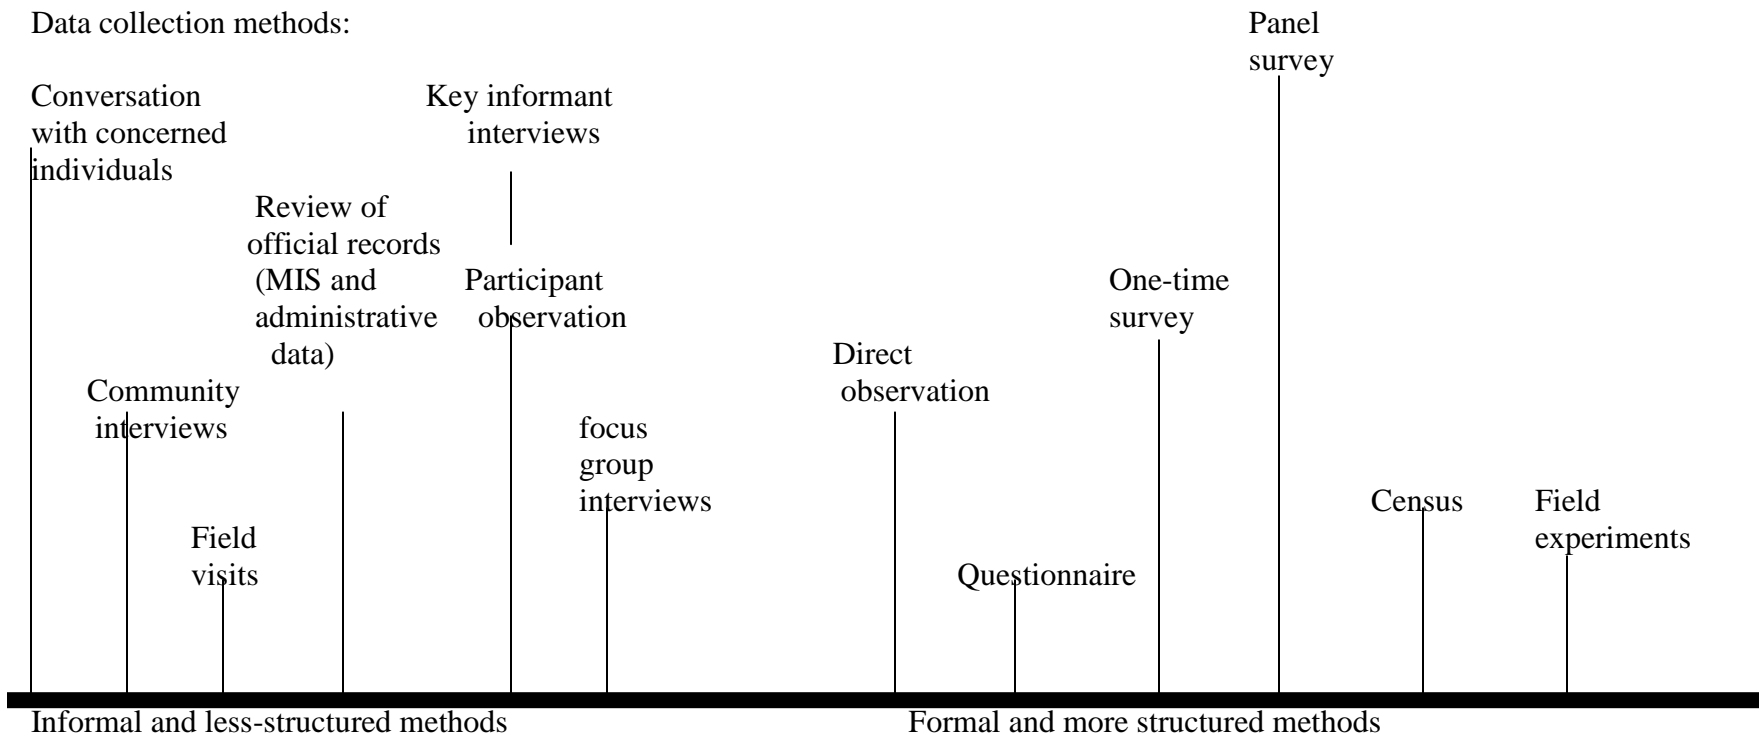 Data collection methods:
Panel
survey
Conversation
with concerned
individuals
Key informant
interviews
Review of
official records
(MIS and
administrative
data)
Participant
observation
One-time
survey
Direct
observation
Community
interviews
focus
group
interviews
Census
Field
experiments
Field
visits
Questionnaire
Informal and less-structured methods
Formal and more structured methods